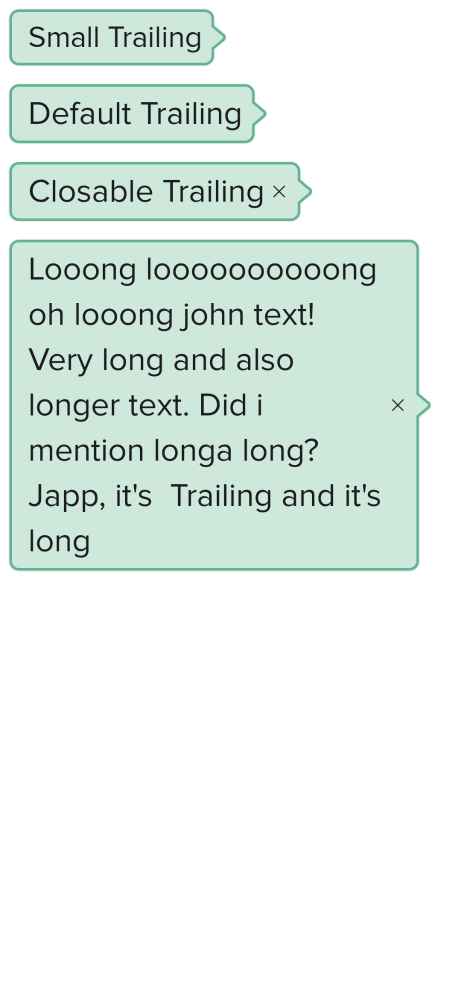 Small Trailing
Default Trailing
Closable Trailing ×
Looong looooooooooong
oh looong john text!
Very long and also
longer text. Did i
mention longa long?
Japp, it's  Trailing and it's
long
×